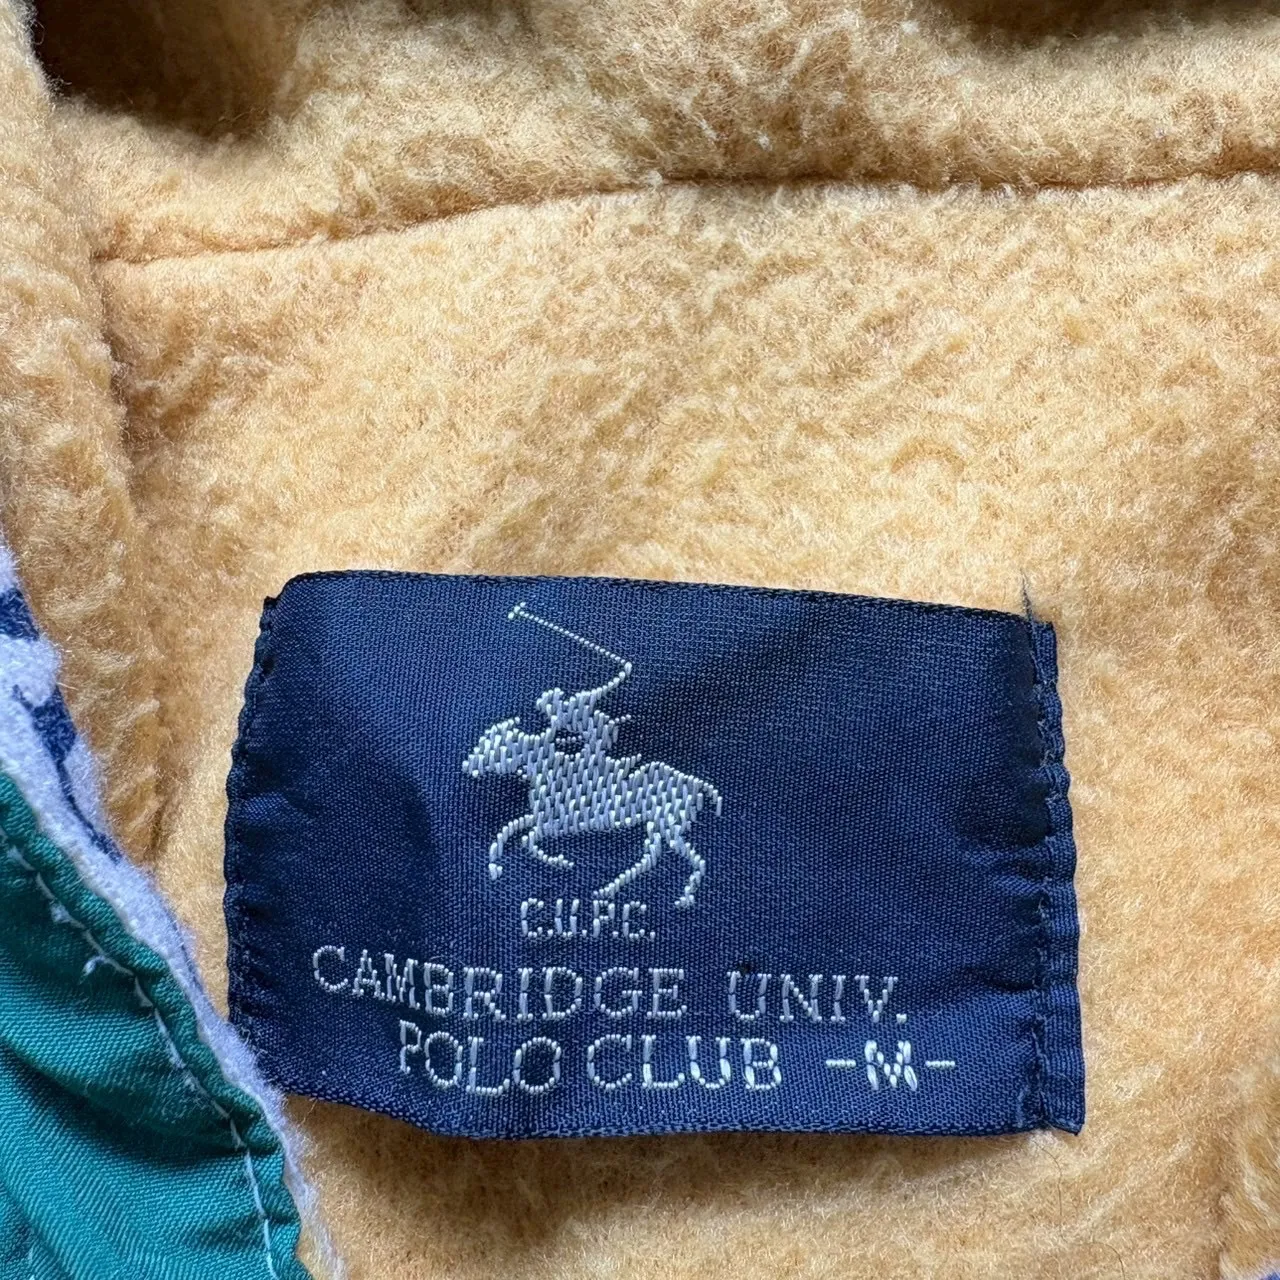 C.U.P.C.
CAMBRIDGE UNIV.
POLO CLUB -M-